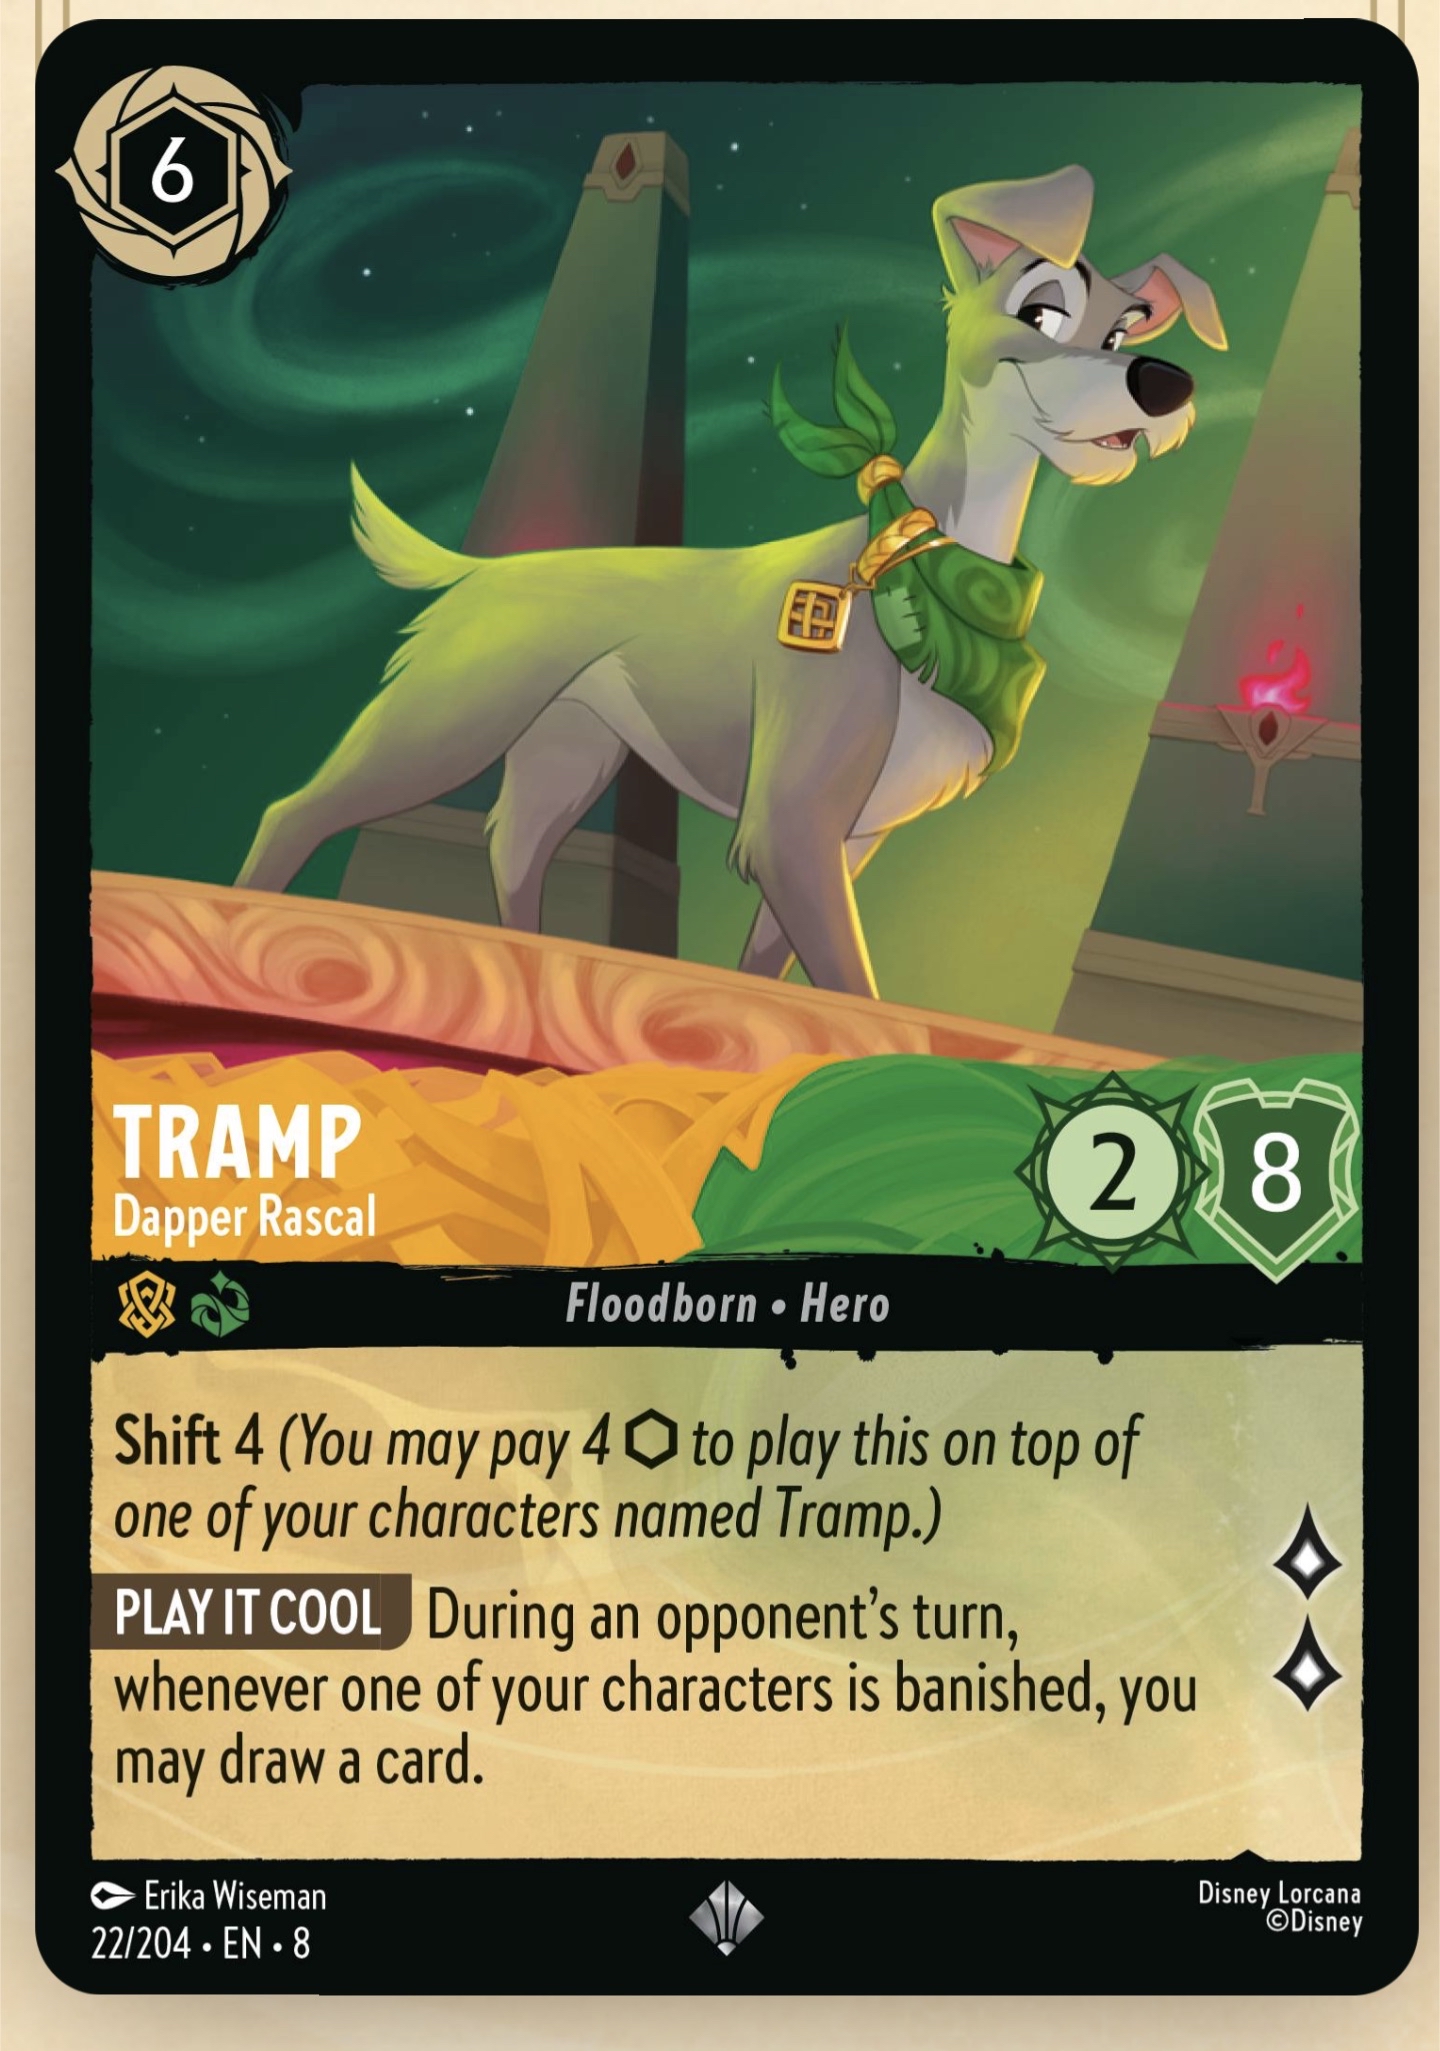 6
TRAMP
Dapper Rascal
2
8
Floodborn • Hero
Shift 4 (You may pay 4 ⬡ to play this on top of
one of your characters named Tramp.)
PLAY IT COOL During an opponent’s turn,
whenever one of your characters is banished, you
may draw a card.
Erika Wiseman
22/204 • EN • 8
Disney Lorcana
©Disney